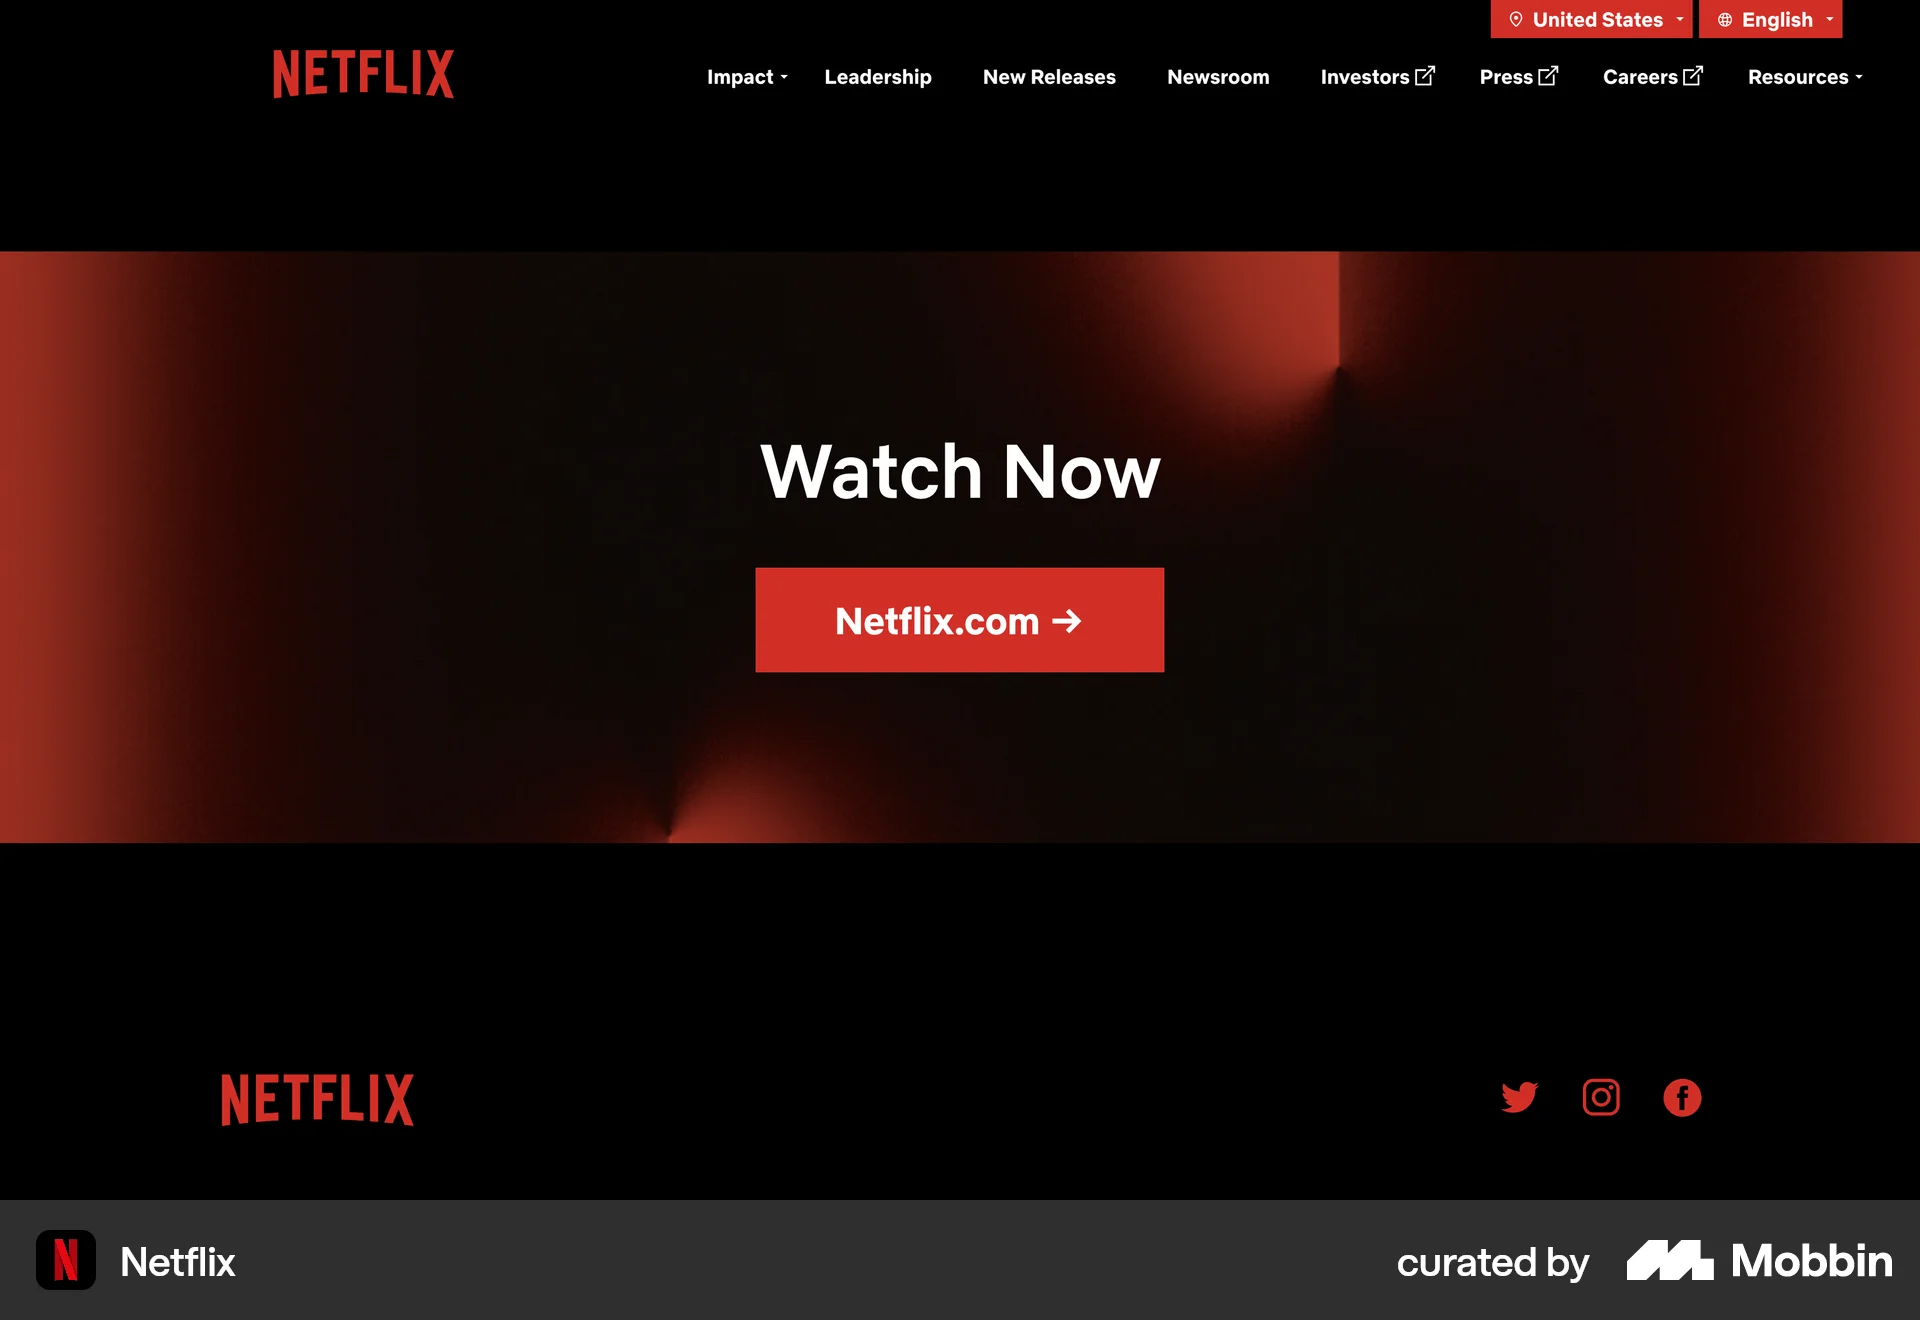 United States English
NETFLIX Impact Leadership New Releases Newsroom Investors Press Careers Resources
Watch Now
Netflix.com →
NETFLIX
N Netflix curated by Mobbin